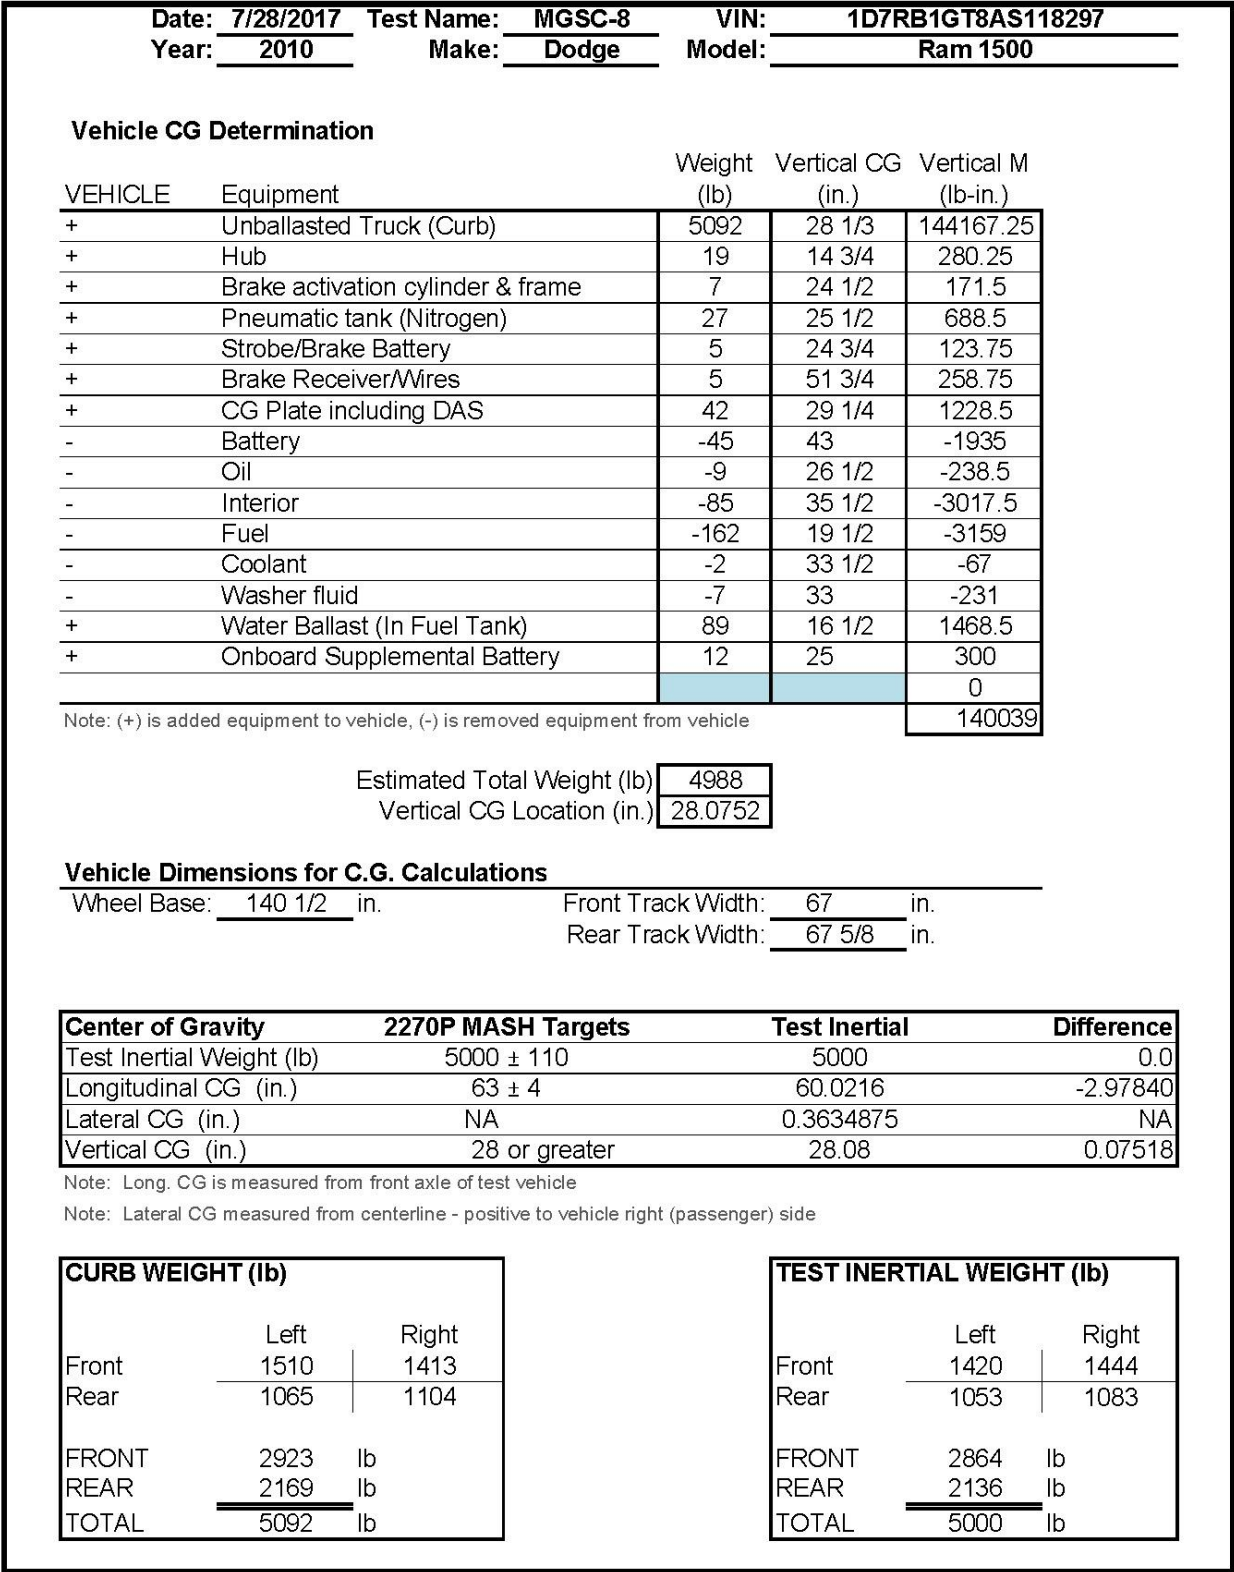 Date: 7/28/2017 Test Name: MGSC-8 VIN: 1D7RB1GT8AS118297
Year: 2010 Make: Dodge Model: Ram 1500
Vehicle CG Determination
Weight Vertical CG Vertical M
VEHICLE Equipment (lb) (in.) (lb-in.)
+ Unballasted Truck (Curb) 5092 28 1/3 144167.25
+ Hub 19 14 3/4 280.25
+ Brake activation cylinder & frame 7 24 1/2 171.5
+ Pneumatic tank (Nitrogen) 27 25 1/2 688.5
+ Strobe/Brake Battery 5 24 3/4 123.75
+ Brake Receiver/Wires 5 51 3/4 258.75
+ CG Plate including DAS 42 29 1/4 1228.5
- Battery -45 43 -1935
- Oil -9 26 1/2 -238.5
- Interior -85 35 1/2 -3017.5
- Fuel -162 19 1/2 -3159
- Coolant -2 33 1/2 -67
- Washer fluid -7 33 -231
+ Water Ballast (In Fuel Tank) 89 16 1/2 1468.5
+ Onboard Supplemental Battery 12 25 300
0
Note: (+) is added equipment to vehicle, (-) is removed equipment from vehicle 140039
Estimated Total Weight (lb) 4988
Vertical CG Location (in.) 28.0752
Vehicle Dimensions for C.G. Calculations
Wheel Base: 140 1/2 in. Front Track Width: 67 in.
Rear Track Width: 67 5/8 in.
Center of Gravity 2270P MASH Targets Test Inertial Difference
Test Inertial Weight (lb) 5000 ± 110 5000 0.0
Longitudinal CG (in.) 63 ± 4 60.0216 -2.97840
Lateral CG (in.) NA 0.3634875 NA
Vertical CG (in.) 28 or greater 28.08 0.07518
Note: Long. CG is measured from front axle of test vehicle
Note: Lateral CG measured from centerline - positive to vehicle right (passenger) side
CURB WEIGHT (lb) TEST INERTIAL WEIGHT (lb)
Left Right Left Right
Front 1510 1413 Front 1420 1444
Rear 1065 1104 Rear 1053 1083
FRONT 2923 lb FRONT 2864 lb
REAR 2169 lb REAR 2136 lb
TOTAL 5092 lb TOTAL 5000 lb